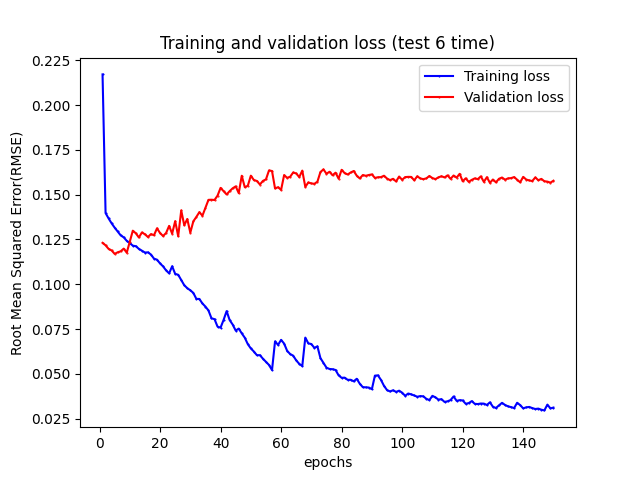 Training and validation loss (test 6 time)
Training loss
Validation loss
Root Mean Squared Error(RMSE)
0.225
0.200
0.175
0.150
0.125
0.100
0.075
0.050
0.025
0 20 40 60 80 100 120 140
epochs